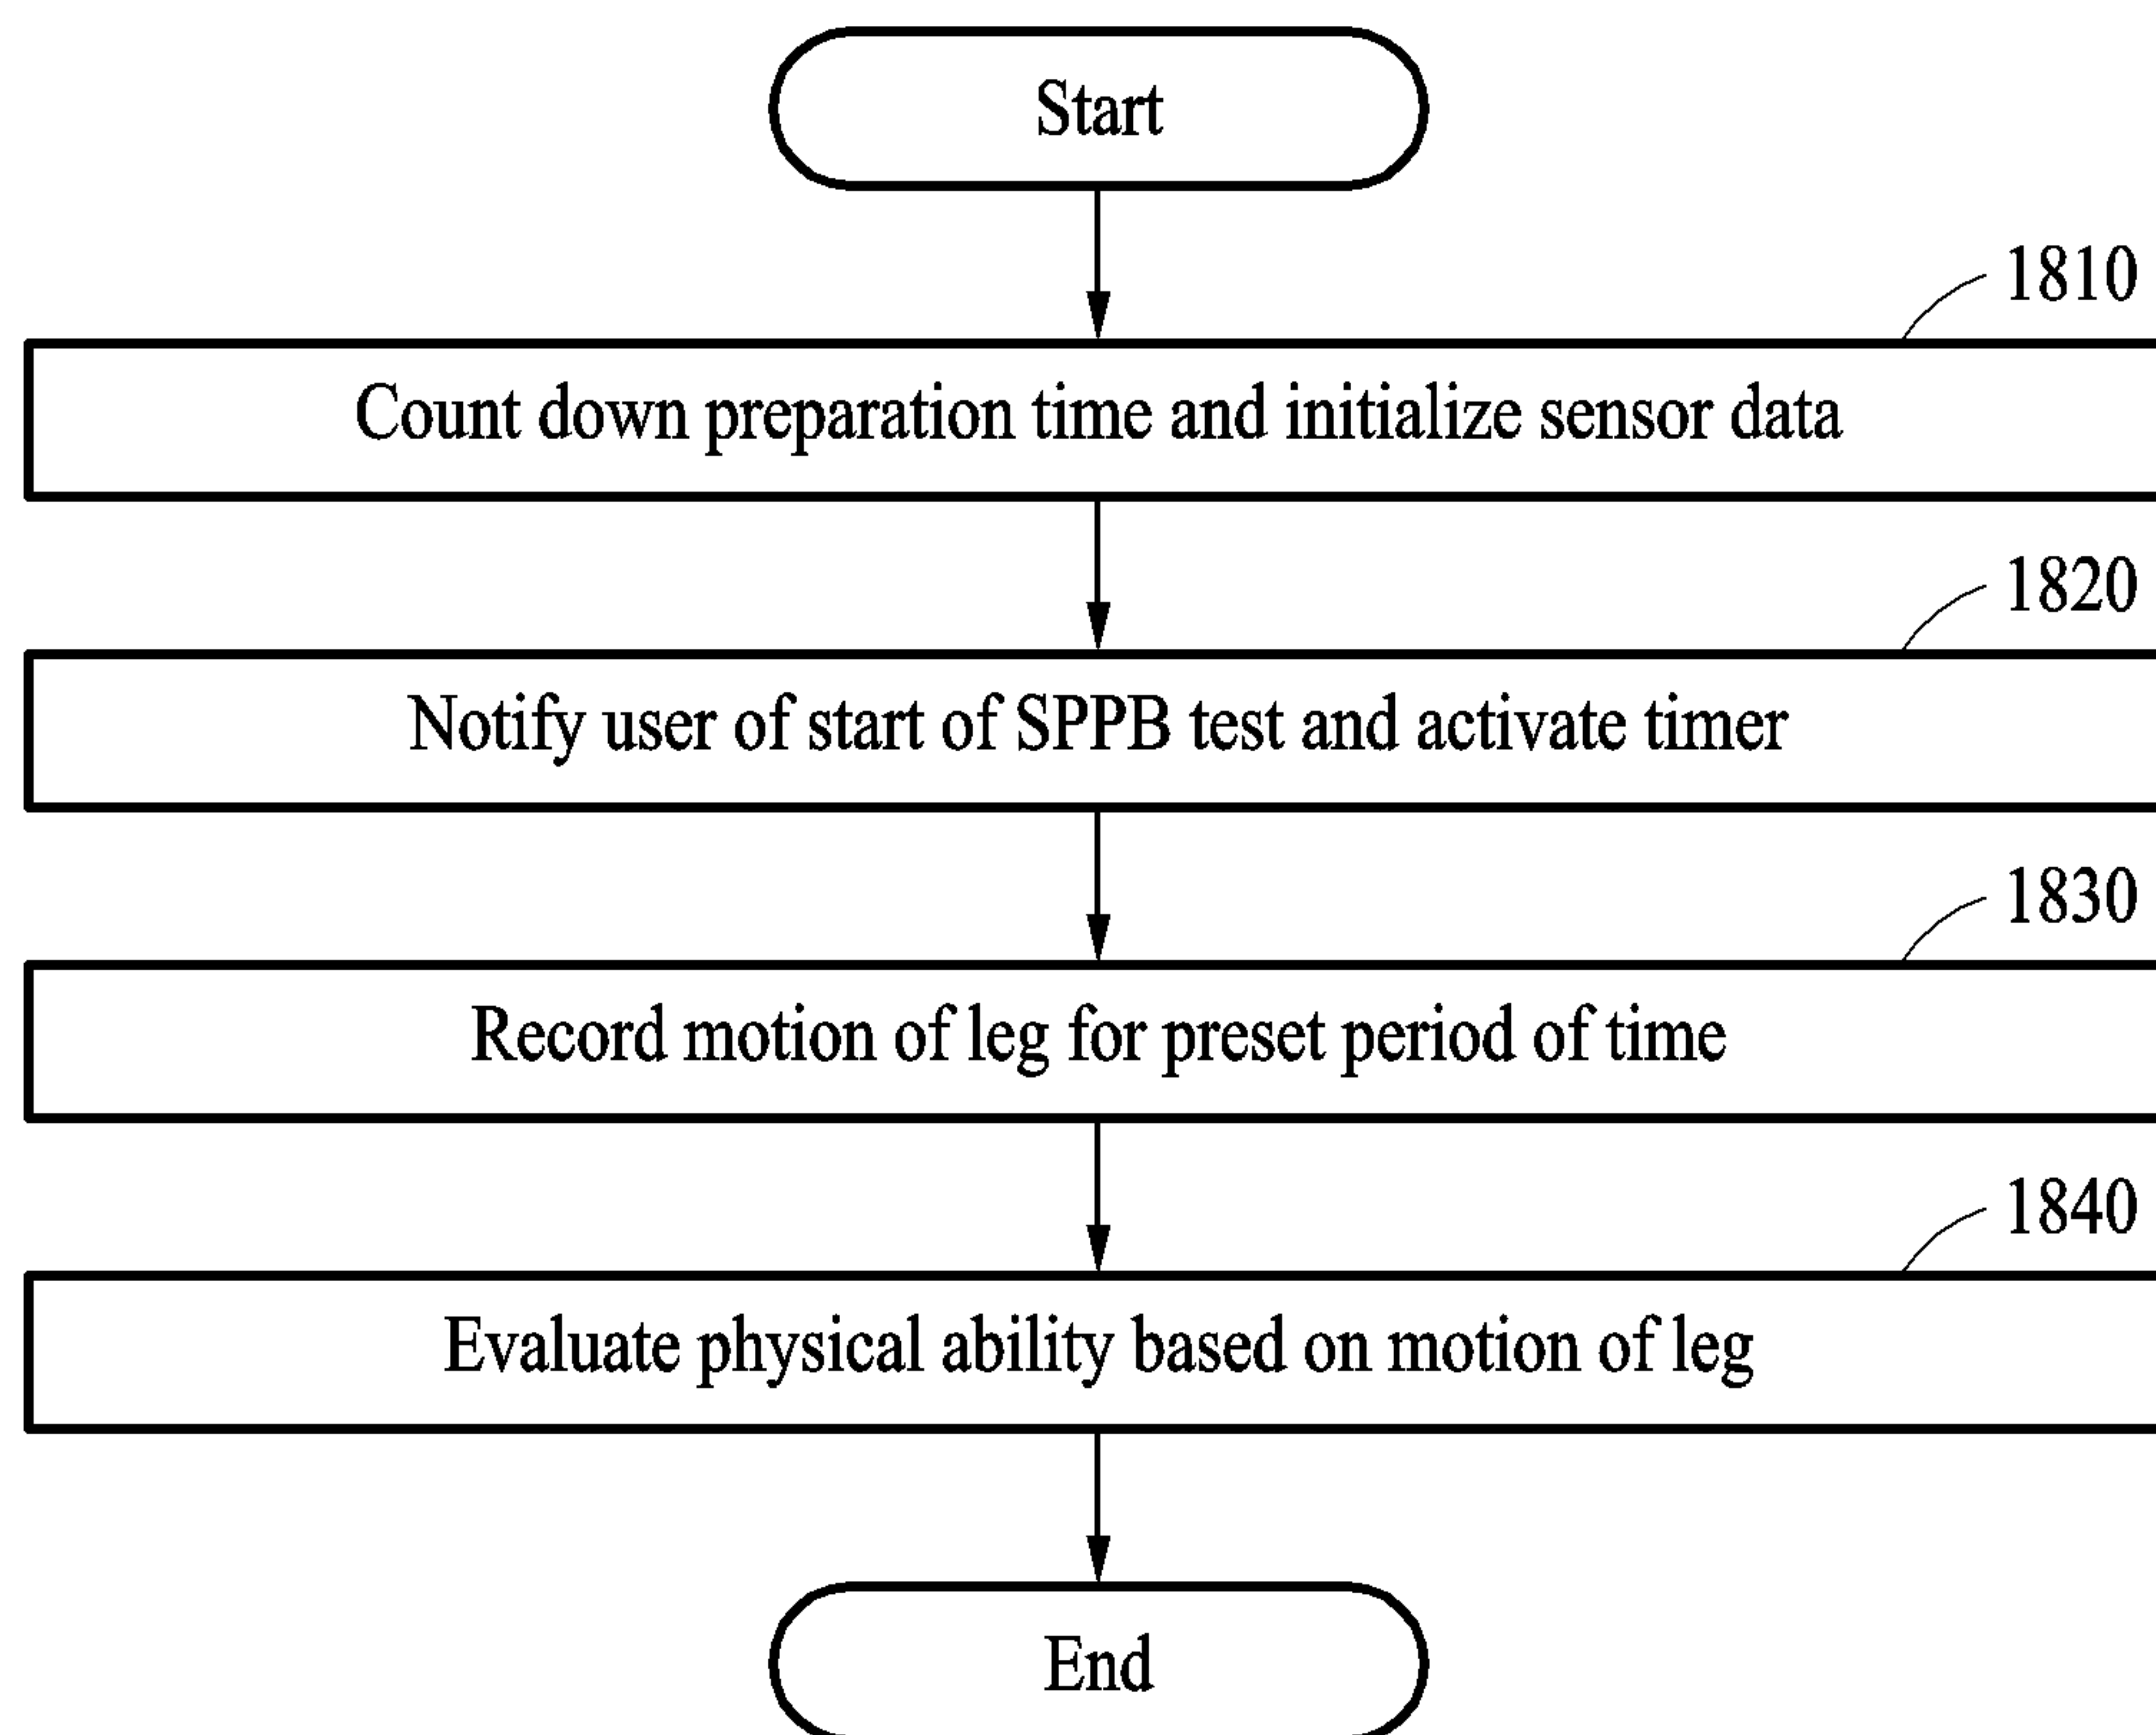 Start
1810
Count down preparation time and initialize sensor data
1820
Notify user of start of SPPB test and activate timer
1830
Record motion of leg for preset period of time
1840
Evaluate physical ability based on motion of leg
End